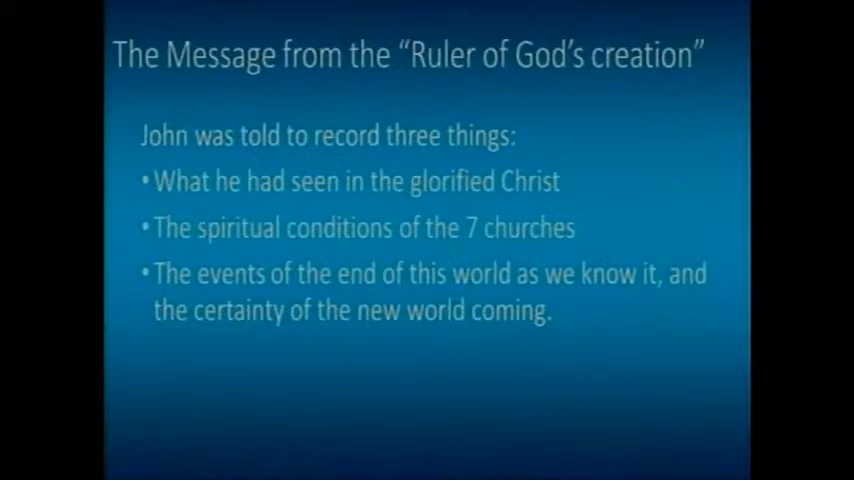 The Message from the “Ruler of God’s creation”
John was told to record three things:
•What he had seen in the glorified Christ
•The spiritual conditions of the 7 churches
•The events of the end of this world as we know it, and
the certainty of the new world coming.